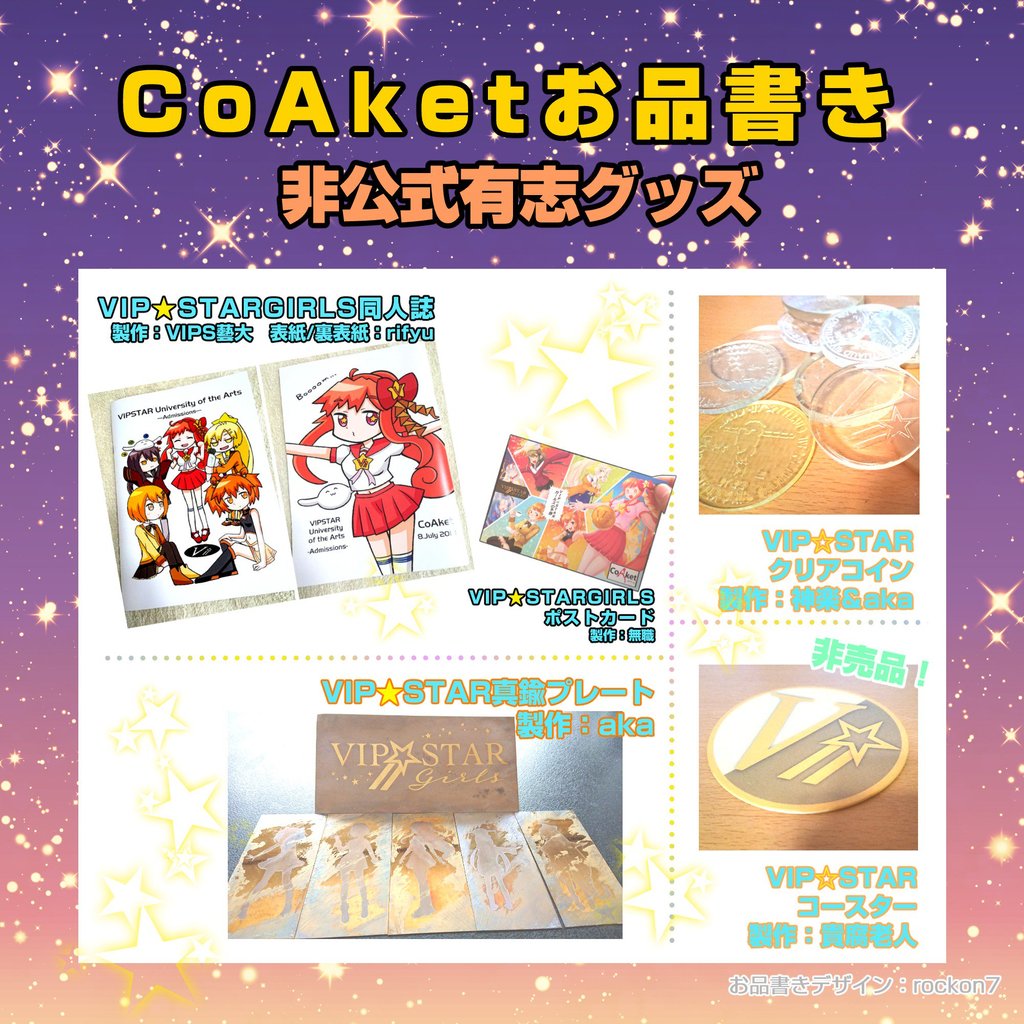 CoAketお品書き
非公式有志グッズ
VIP★STARGIRLS同人誌
製作：VIPS藝大　表紙/裏表紙：rifyu
VIPSTAR University of the Arts
—Admissions—
Booooom...
VIPSTAR
University
of the Arts
-Admissions-
CoAke
8.July 20
CoAket
VIP★STARGIRLS
ポストカード
製作：無職
VIP★STAR
クリアコイン
製作：神楽&aka
VIP★STAR真鍮プレート
製作：aka
VIP★STAR
Girls
非売品！
VIP★STAR
コースター
製作：貴腐老人
お品書きデザイン：rockon7